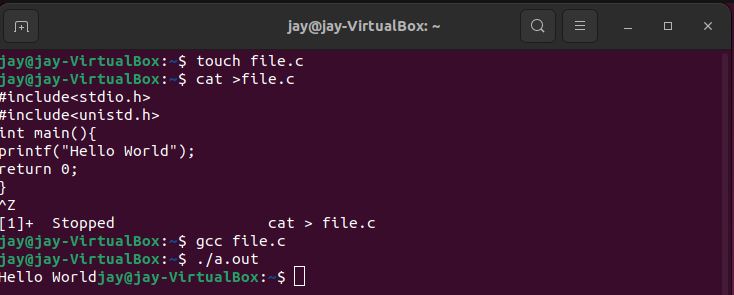 jay@jay-VirtualBox: ~
jay@jay-VirtualBox:~$ touch file.c
jay@jay-VirtualBox:~$ cat >file.c
#include<stdio.h>
#include<unistd.h>
int main(){
printf("Hello World");
return 0;
}
^Z
[1]+  Stopped                 cat > file.c
jay@jay-VirtualBox:~$ gcc file.c
jay@jay-VirtualBox:~$ ./a.out
Hello Worldjay@jay-VirtualBox:~$